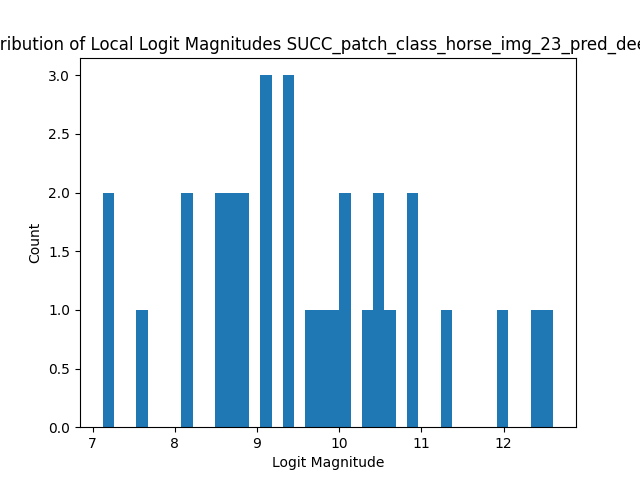 ribution of Local Logit Magnitudes SUCC_patch_class_horse_img_23_pred_dee
3.0
2.5
2.0
1.5
1.0
0.5
0.0
Count
7 8 9 10 11 12
Logit Magnitude